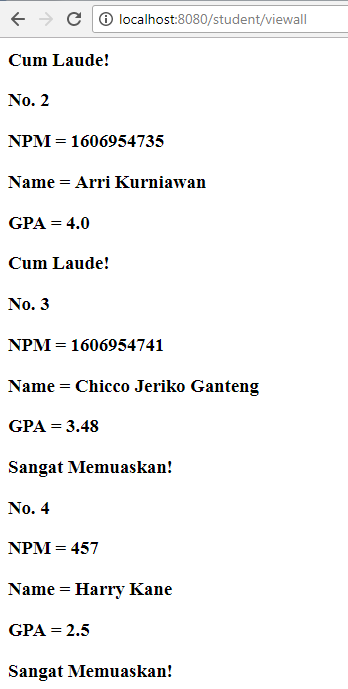 localhost:8080/student/viewall
Cum Laude!
No. 2
NPM = 1606954735
Name = Arri Kurniawan
GPA = 4.0
Cum Laude!
No. 3
NPM = 1606954741
Name = Chicco Jeriko Ganteng
GPA = 3.48
Sangat Memuaskan!
No. 4
NPM = 457
Name = Harry Kane
GPA = 2.5
Sangat Memuaskan!